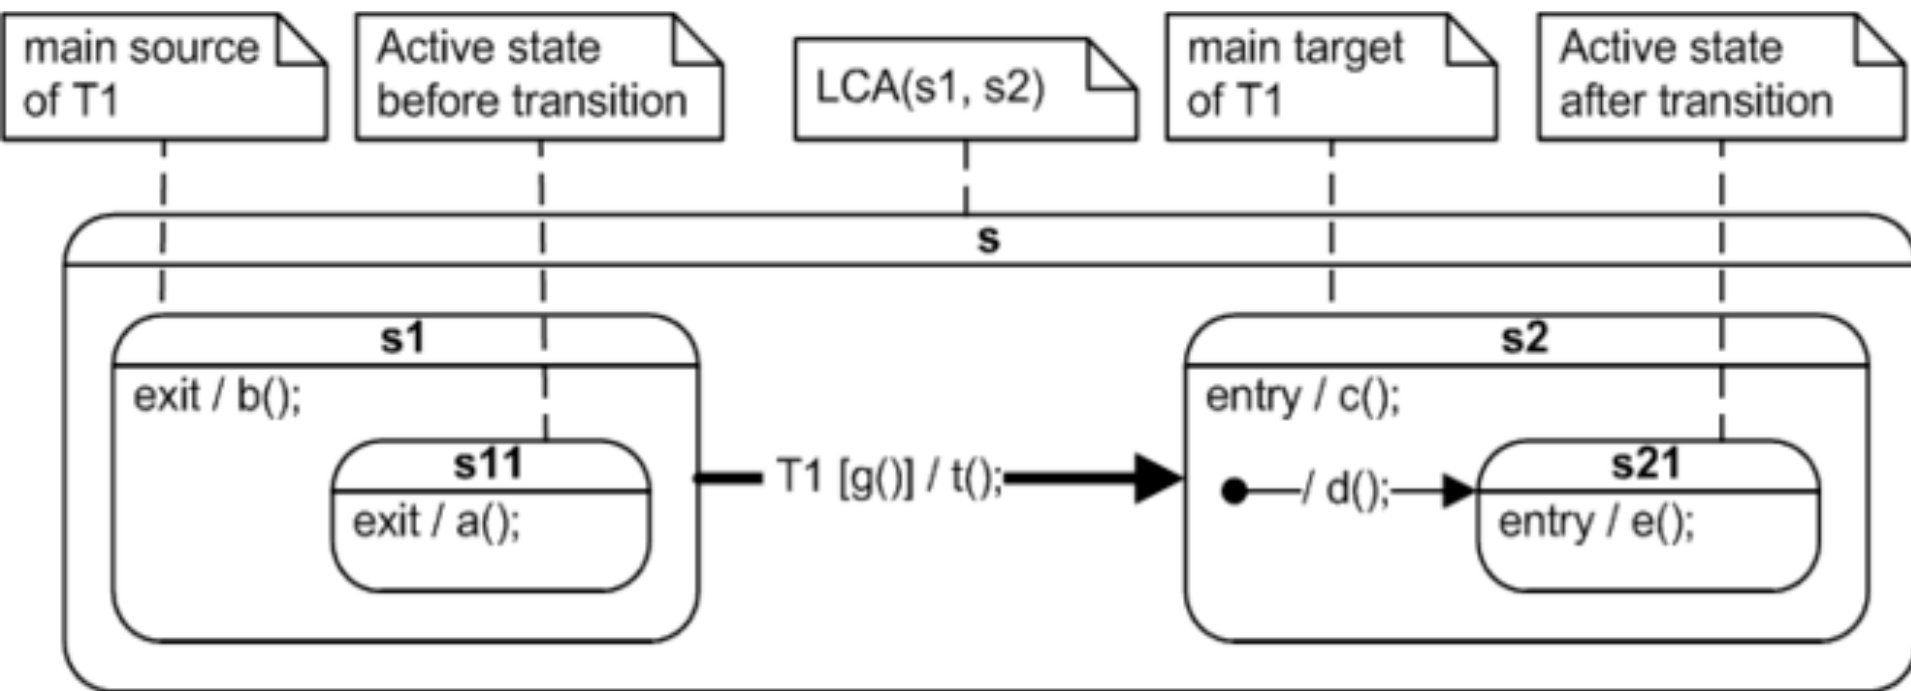 main source
of T1
Active state
before transition
LCA(s1, s2)
main target
of T1
Active state
after transition
s
s1
exit / b();
s11
exit / a();
T1 [g()] / t();
s2
entry / c();
/ d();
s21
entry / e();